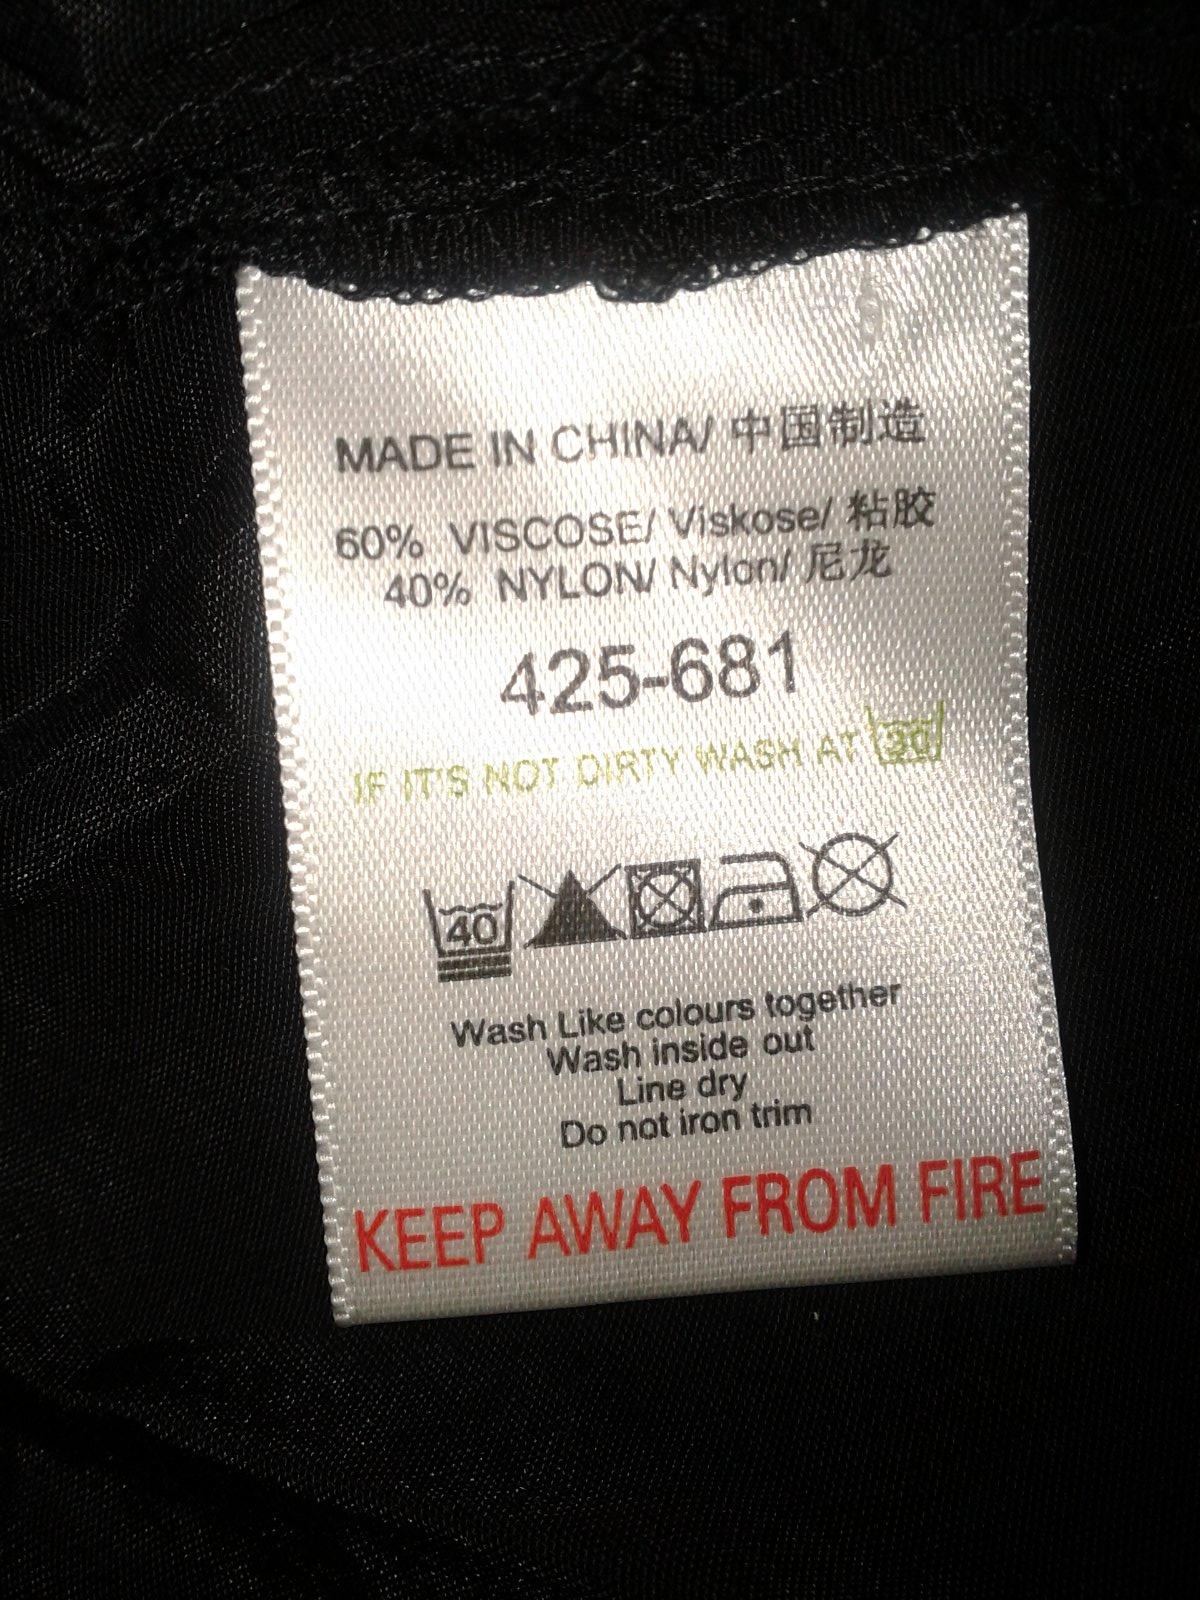 MADE IN CHINA/ 中国制造
60% VISCOSE/ Viskose/ 粘胶
40% NYLON/ Nylon/ 尼龙
425-681
IF IT'S NOT DIRTY WASH AT 30
40
Wash Like colours together
Wash inside out
Line dry
Do not iron trim
KEEP AWAY FROM FIRE